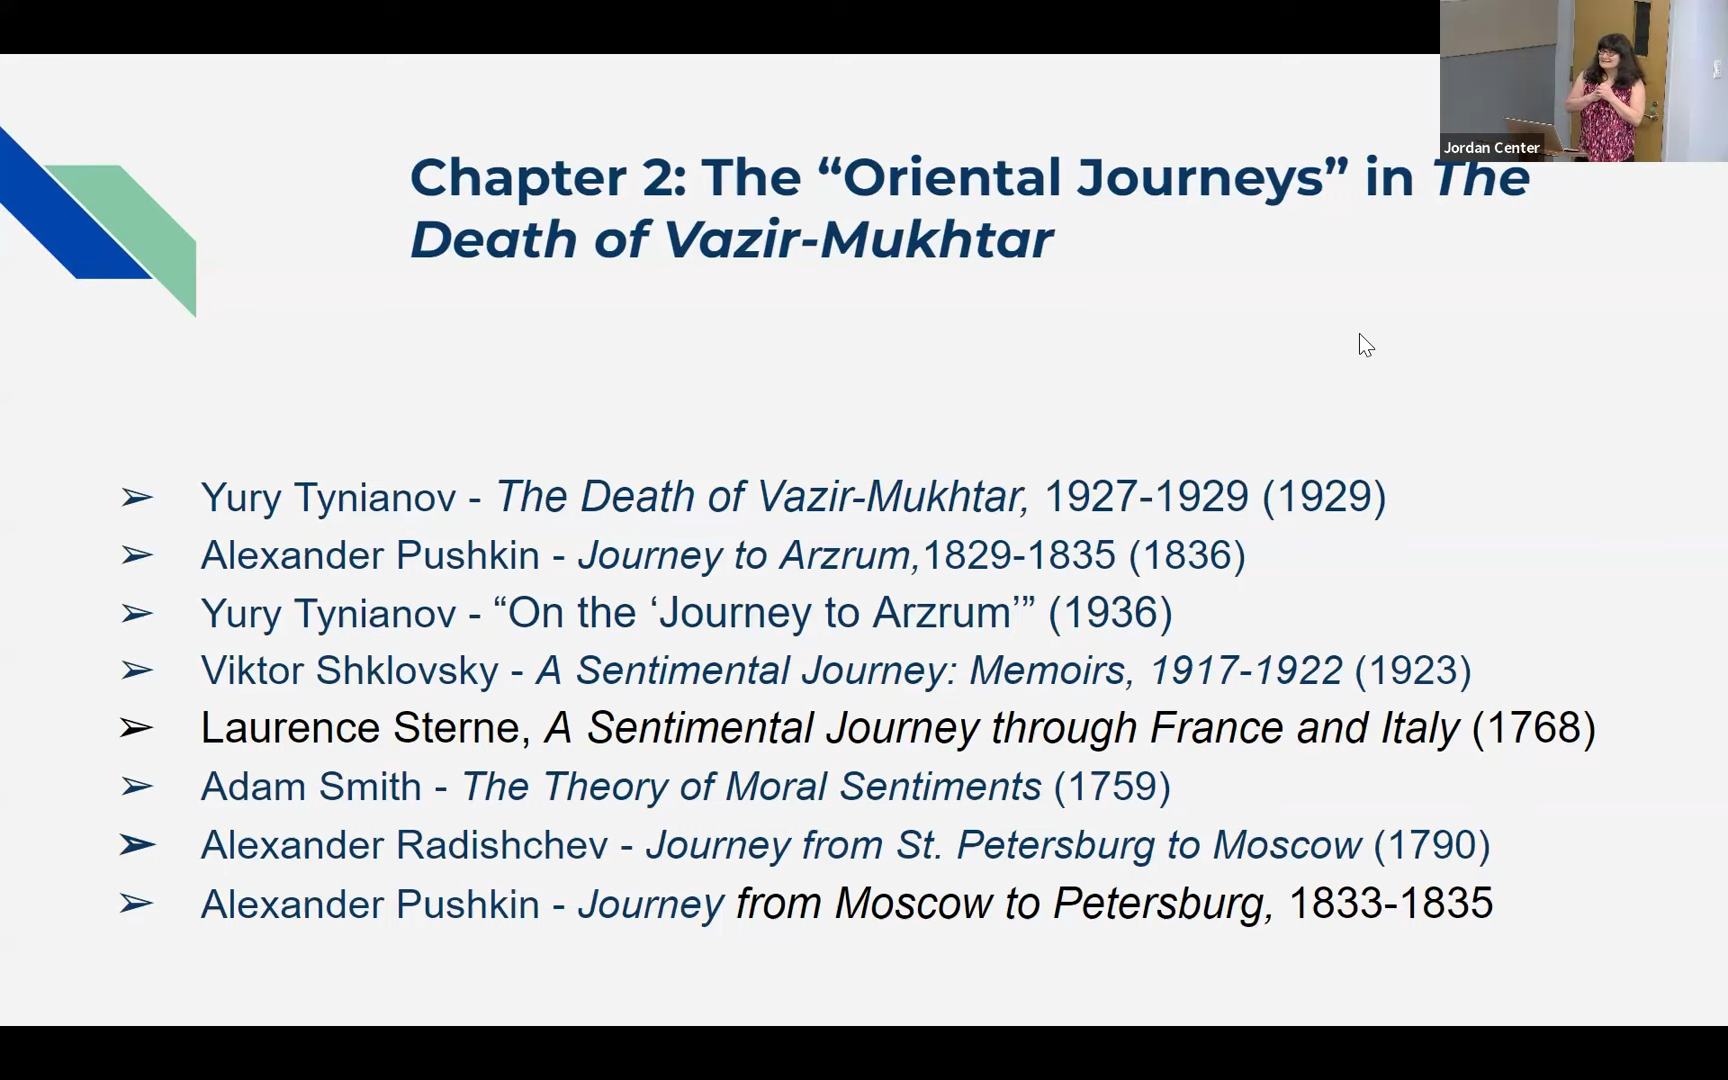 Jordan Center
Chapter 2: The “Oriental Journeys” in The
Death of Vazir-Mukhtar
➢ Yury Tynianov - The Death of Vazir-Mukhtar, 1927-1929 (1929)
➢ Alexander Pushkin - Journey to Arzrum,1829-1835 (1836)
➢ Yury Tynianov - “On the ‘Journey to Arzrum’” (1936)
➢ Viktor Shklovsky - A Sentimental Journey: Memoirs, 1917-1922 (1923)
➢ Laurence Sterne, A Sentimental Journey through France and Italy (1768)
➢ Adam Smith - The Theory of Moral Sentiments (1759)
➢ Alexander Radishchev - Journey from St. Petersburg to Moscow (1790)
➢ Alexander Pushkin - Journey from Moscow to Petersburg, 1833-1835